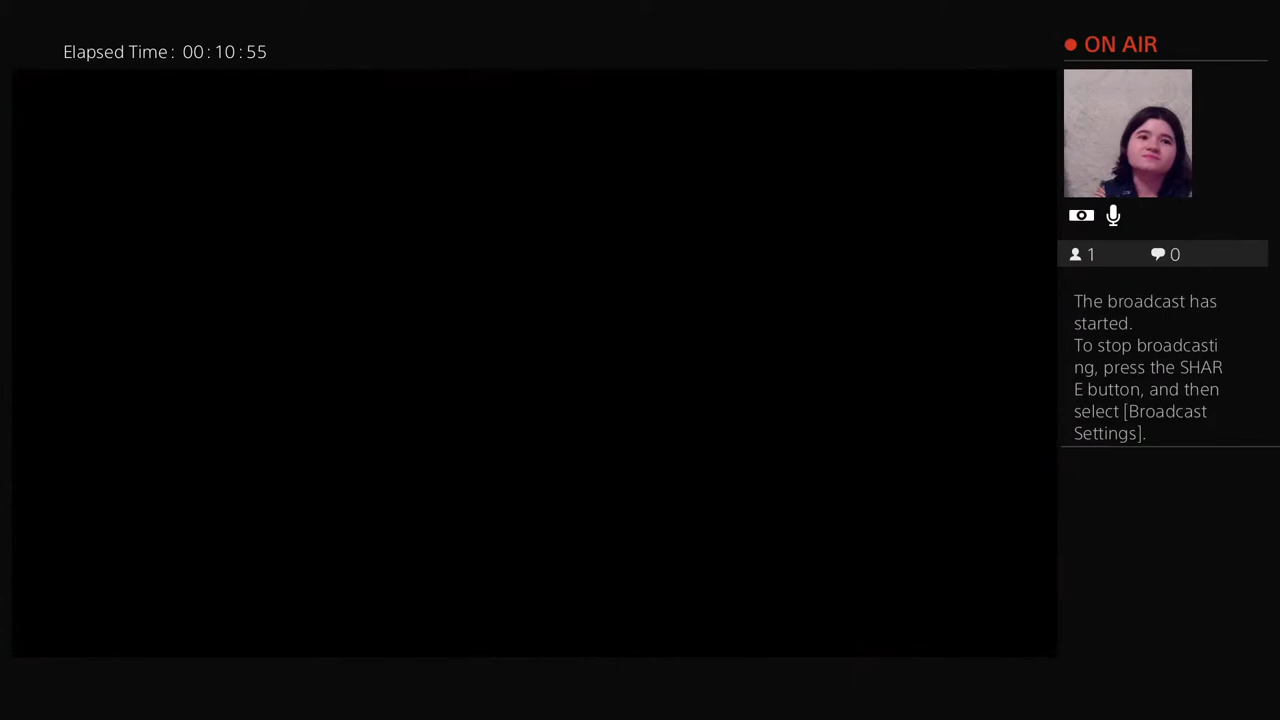 Elapsed Time: 00:10:55
ON AIR
1
0
The broadcast has
started.
To stop broadcasti
ng, press the SHAR
E button, and then
select [Broadcast
Settings].